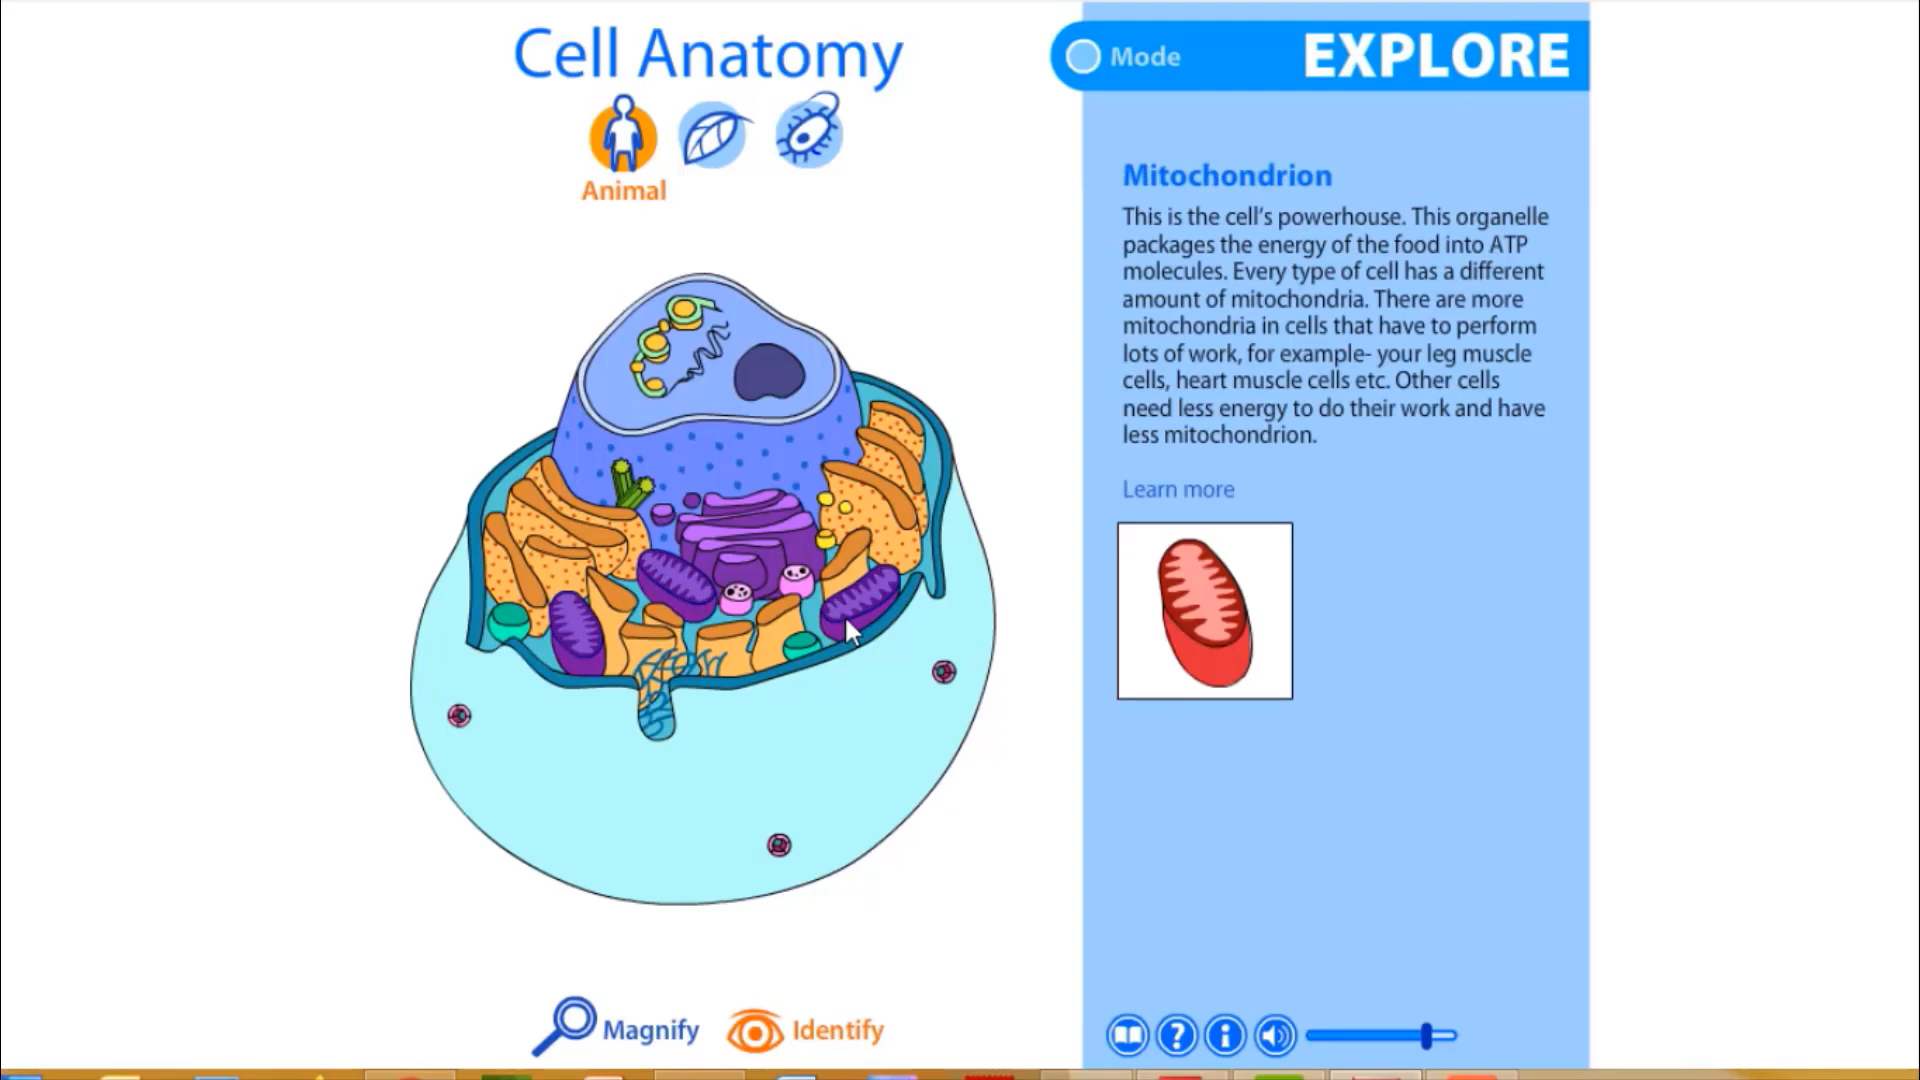 Cell Anatomy
Animal
Mode
EXPLORE
Mitochondrion
This is the cell's powerhouse. This organelle
packages the energy of the food into ATP
molecules. Every type of cell has a different
amount of mitochondria. There are more
mitochondria in cells that have to perform
lots of work, for example- your leg muscle
cells, heart muscle cells etc. Other cells
need less energy to do their work and have
less mitochondrion.
Learn more
Magnify
Identify